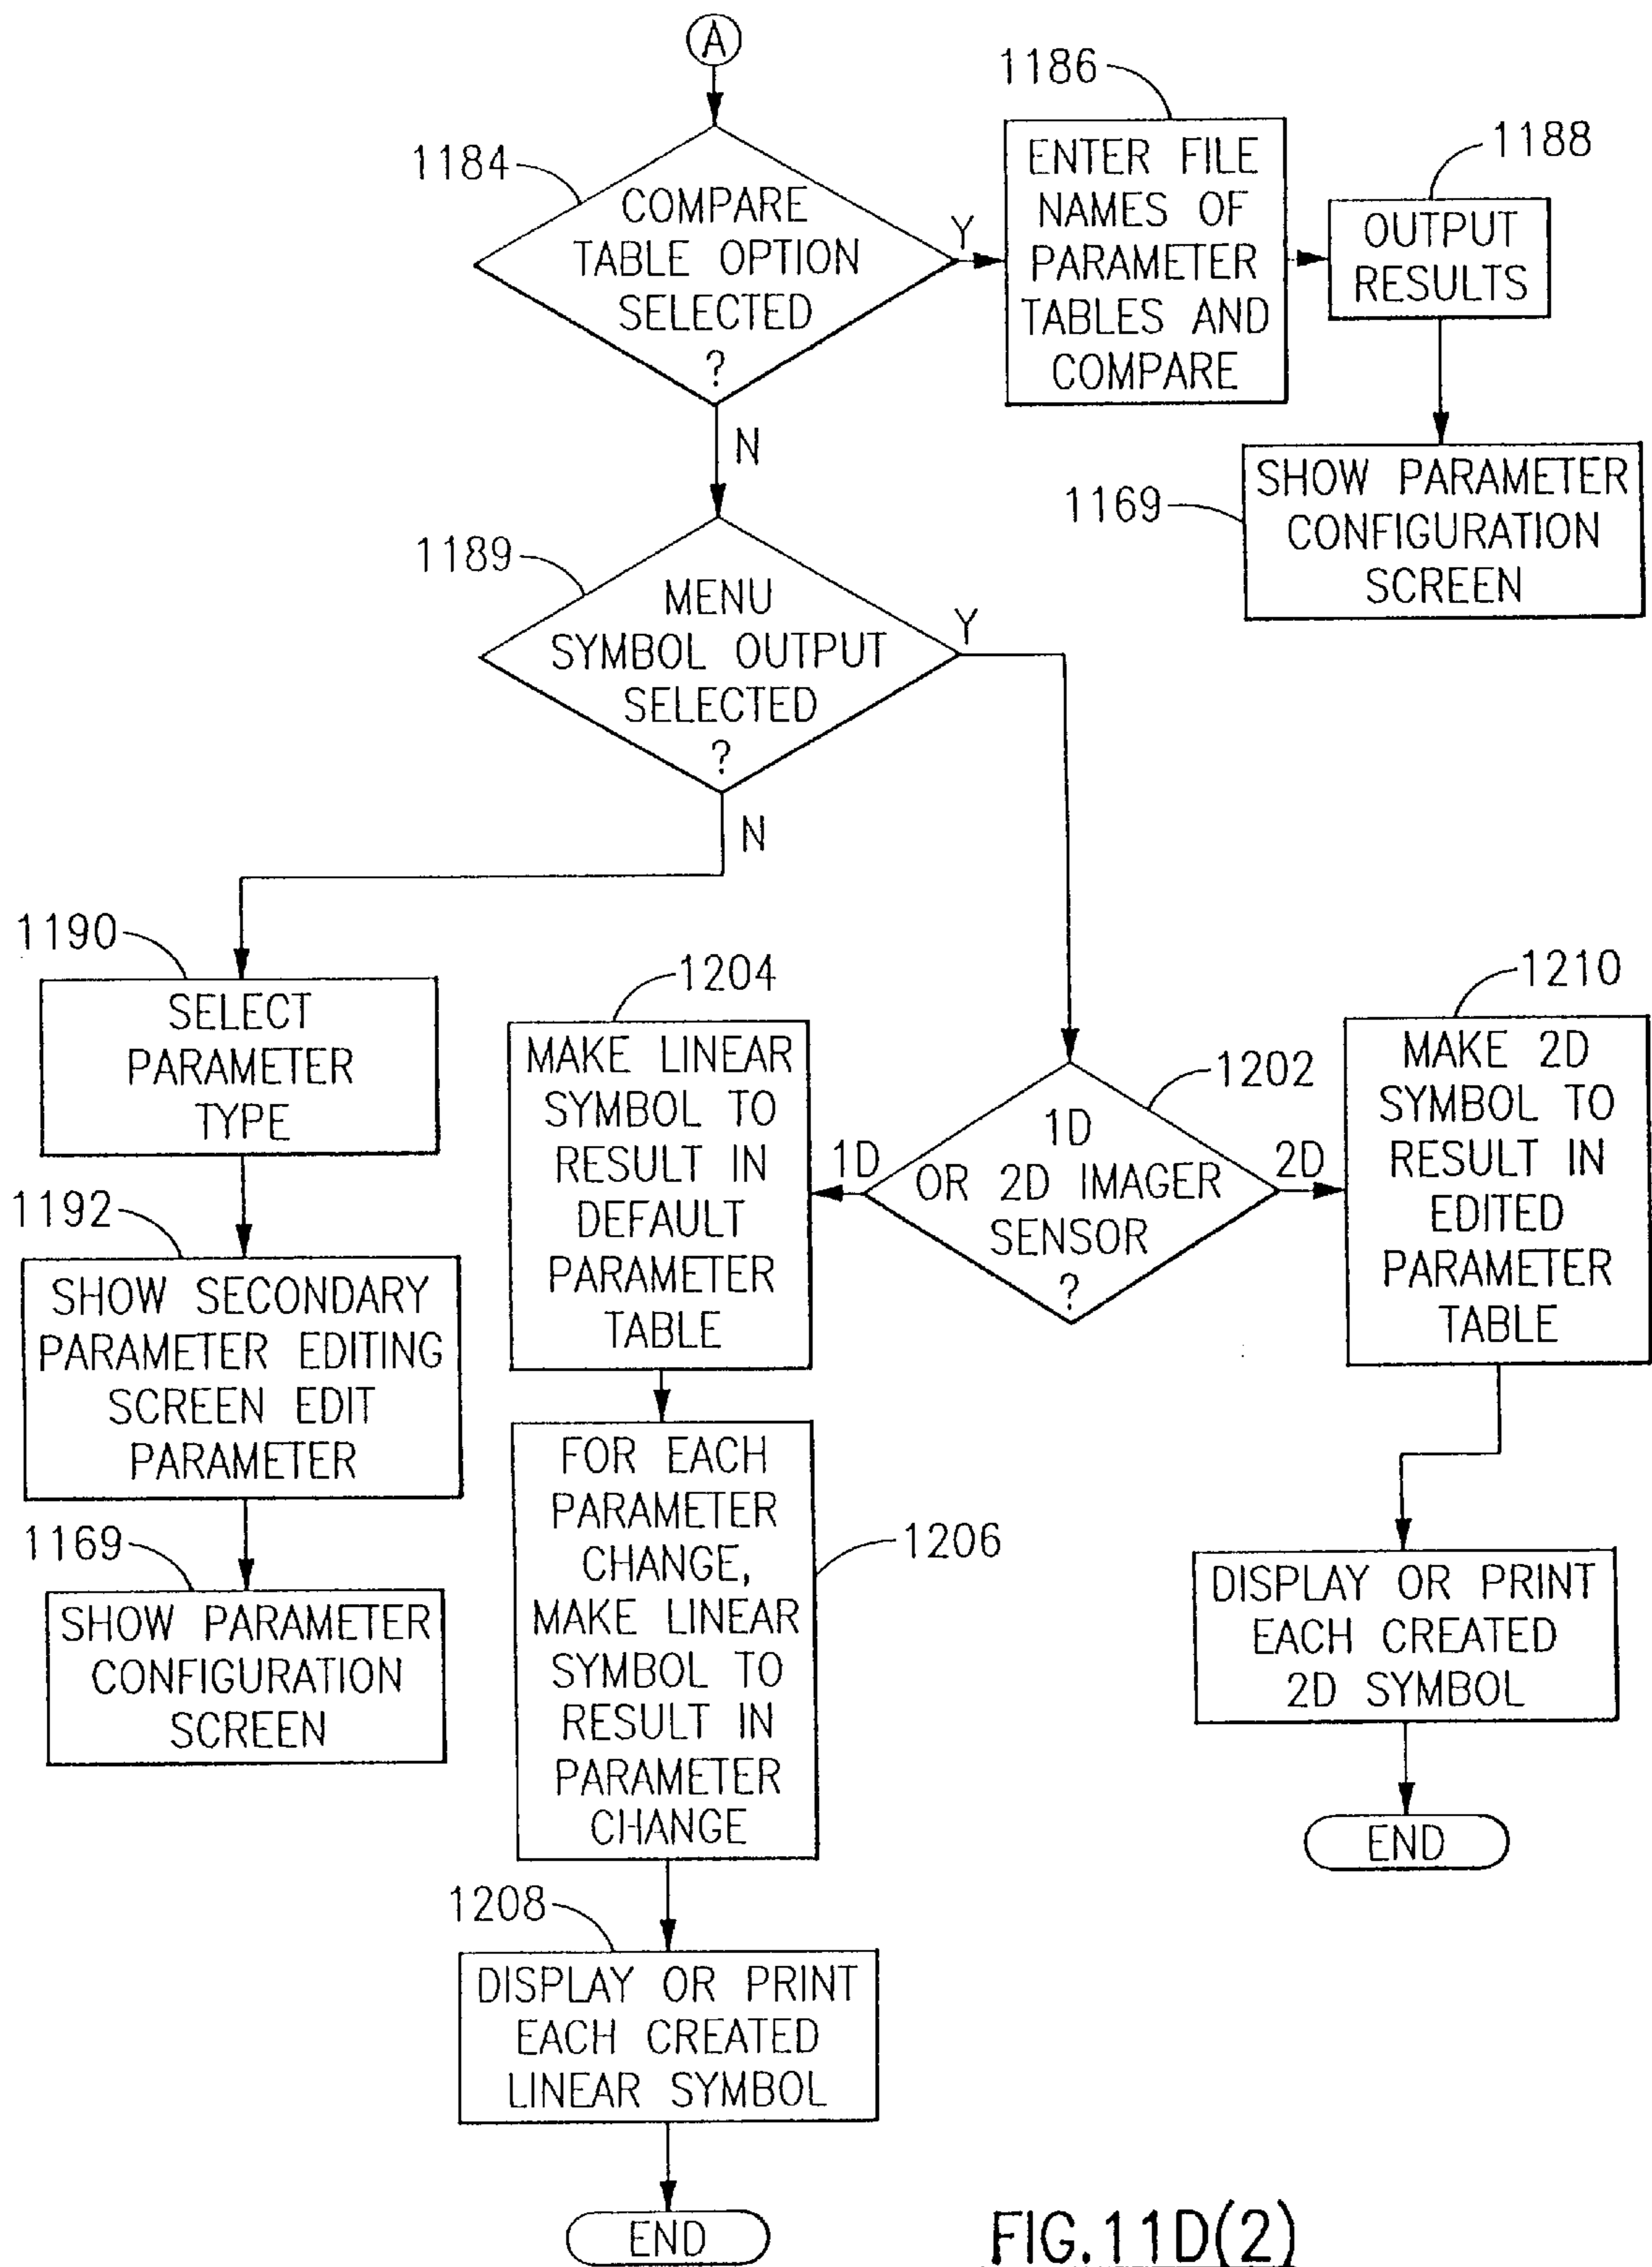 A
1184
COMPARE
TABLE OPTION
SELECTED
?
Y
1186
ENTER FILE
NAMES OF
PARAMETER
TABLES AND
COMPARE
1188
OUTPUT
RESULTS
1169
SHOW PARAMETER
CONFIGURATION
SCREEN
N
1189
MENU
SYMBOL OUTPUT
SELECTED
?
Y
N
1190
SELECT
PARAMETER
TYPE
1192
SHOW SECONDARY
PARAMETER EDITING
SCREEN EDIT
PARAMETER
1169
SHOW PARAMETER
CONFIGURATION
SCREEN
1202
1D
OR 2D IMAGER
SENSOR
?
1D
2D
1204
MAKE LINEAR
SYMBOL TO
RESULT IN
DEFAULT
PARAMETER
TABLE
1206
FOR EACH
PARAMETER
CHANGE,
MAKE LINEAR
SYMBOL TO
RESULT IN
PARAMETER
CHANGE
1208
DISPLAY OR PRINT
EACH CREATED
LINEAR SYMBOL
END
1210
MAKE 2D
SYMBOL TO
RESULT IN
EDITED
PARAMETER
TABLE
DISPLAY OR PRINT
EACH CREATED
2D SYMBOL
END
FIG.11D(2)